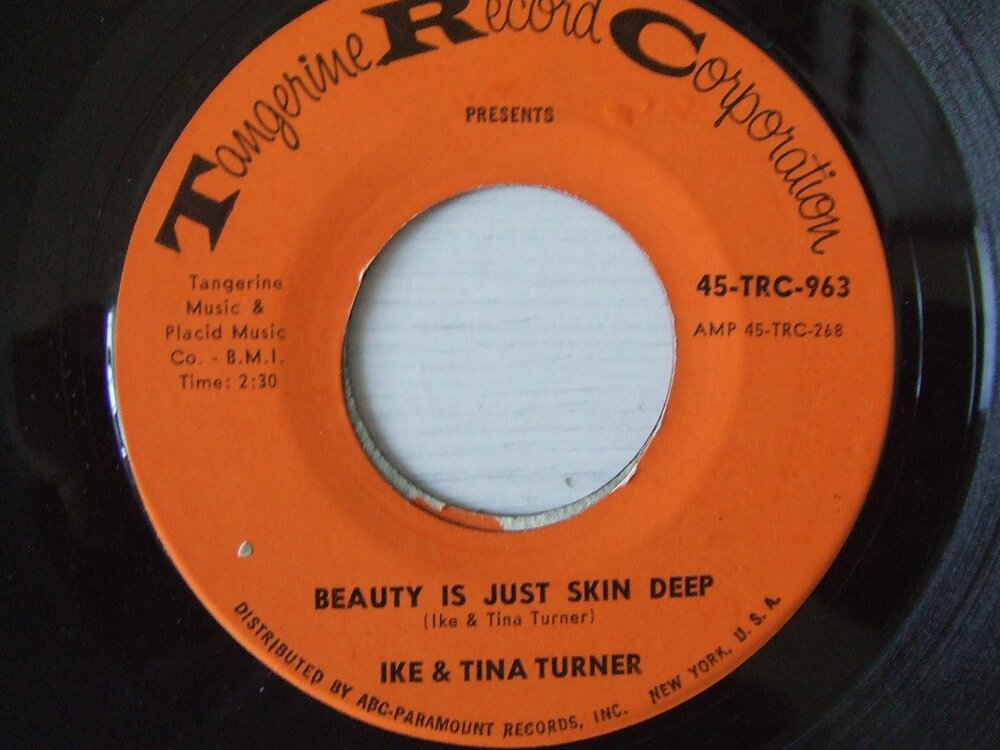 Tangerine Record Corporation
PRESENTS
Tangerine
Music &
Placid Music
Co. - B.M.I.
Time: 2:30
45-TRC-963
AMP 45-TRC-268
BEAUTY IS JUST SKIN DEEP
(Ike & Tina Turner)
IKE & TINA TURNER
DISTRIBUTED BY ABC-PARAMOUNT RECORDS, INC. NEW YORK, U. S. A.